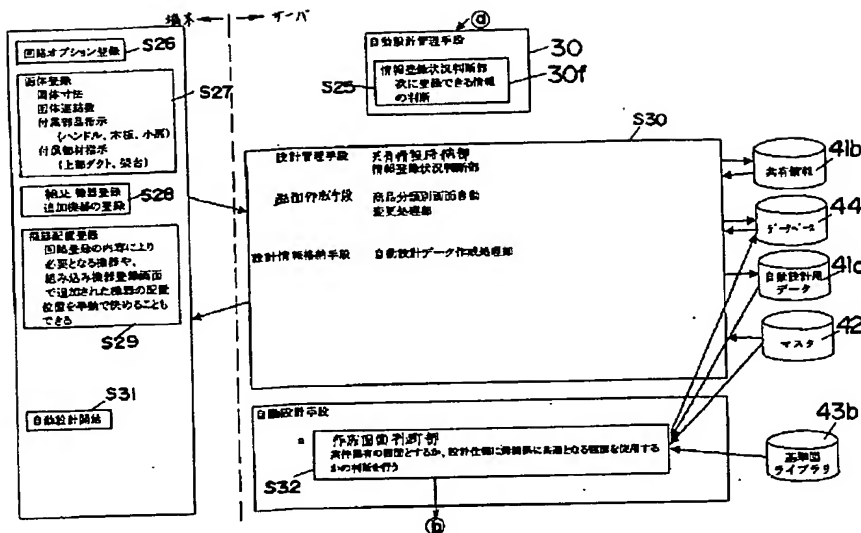 端末 ← → サーバ
S26
回路オプション登録
S27
筐体登録
筐体寸法
筐体連結数
付属部品指示
(ハンドル、木板、小扉)
付属部材指示
(上部ダクト、架台)
S28
組込機器登録
追加機器の登録
機器配置登録
回路登録の内容により
必要となる機器や、
組み込み機器登録画面
で追加された機器の配置
位置を手動で決めることも
できる
S29
S31
自動設計開始
ⓐ
自動設計管理手段
30
S25
情報登録状況判断部
次に登録できる情報
の判断
30f
S30
設計管理手段 共有情報
情報登録状況判断部
商品分類別画面自動
変更処理部
設計情報格納手段 自動設計データ作成処理部
41b
共有情報
44
データベース
41c
自動設計用
データ
42
マスタ
43b
基準図
ライブラリ
自動設計手段
作成図面判断部
案件固有の図面とするか、設計仕様に無関係に共通となる図面を使用する
かの判断を行う
S32
ⓑ